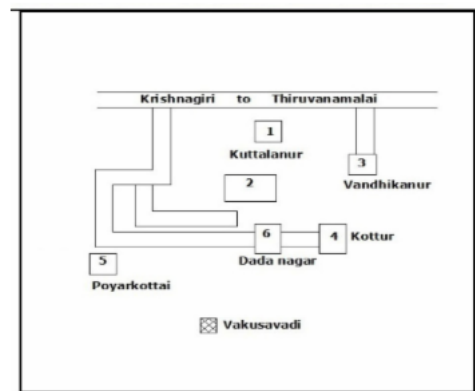 Krishnagiri to Thiruvanamalai
1
Kuttalanur
3
Vandhikanur
2
6
4
Kottur
Dada nagar
5
Poyarkottai
Vakusavadi